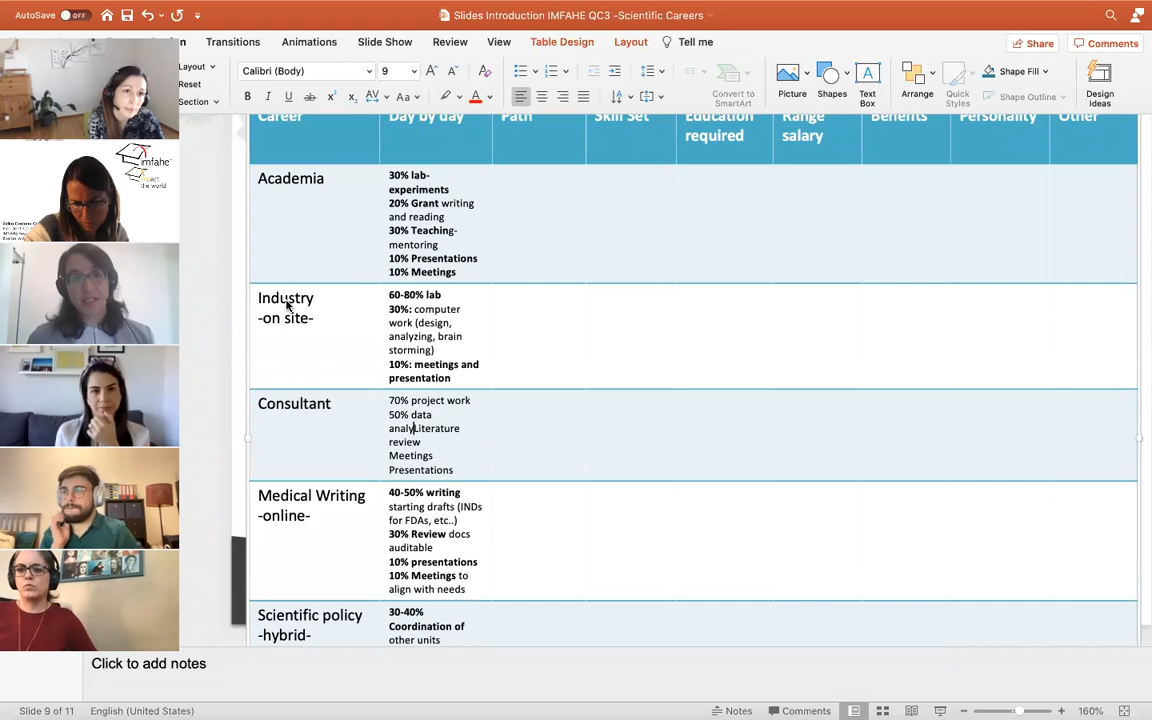 AutoSave OFF
Slides Introduction IMFAHE QC3 -Scientific Careers
Transitions Animations Slide Show Review View Table Design Layout Tell me
Share Comments
Layout
Reset
Section
Calibri (Body) 9
Convert to
SmartArt
Picture
Shapes
Text
Box
Arrange
Quick
Styles
Shape Fill
Shape Outline
Design
Ideas
imfahe
impact
the world
Career
Day by day
Path
Skill Set
Education
required
Range
salary
Benefits
Personality
Other
Academia
30% lab-
experiments
20% Grant writing
and reading
30% Teaching-
mentoring
10% Presentations
10% Meetings
Industry
-on site-
60-80% lab
30%: computer
work (design,
analyzing, brain
storming)
10%: meetings and
presentation
Consultant
70% project work
50% data
analyLiterature
review
Meetings
Presentations
Medical Writing
-online-
40-50% writing
starting drafts (INDs
for FDAs, etc..)
30% Review docs
auditable
10% presentations
10% Meetings to
align with needs
Scientific policy
-hybrid-
30-40%
Coordination of
other units
Click to add notes
Slide 9 of 11 English (United States) Notes Comments 160%